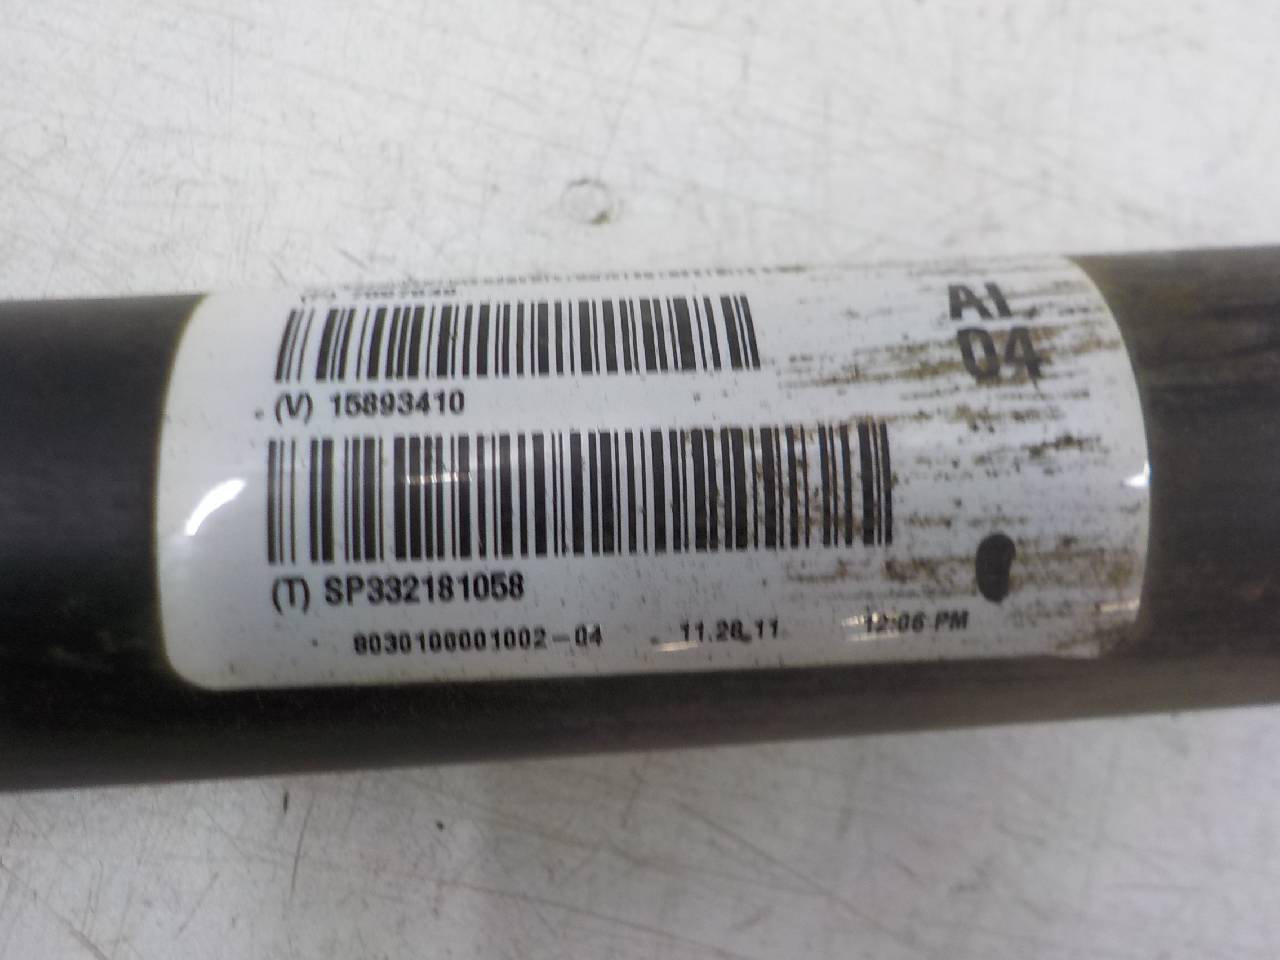 AI
04
(V) 15893410
(T) SP332181058
8030100001002-04 11.28.11 12:06 PM